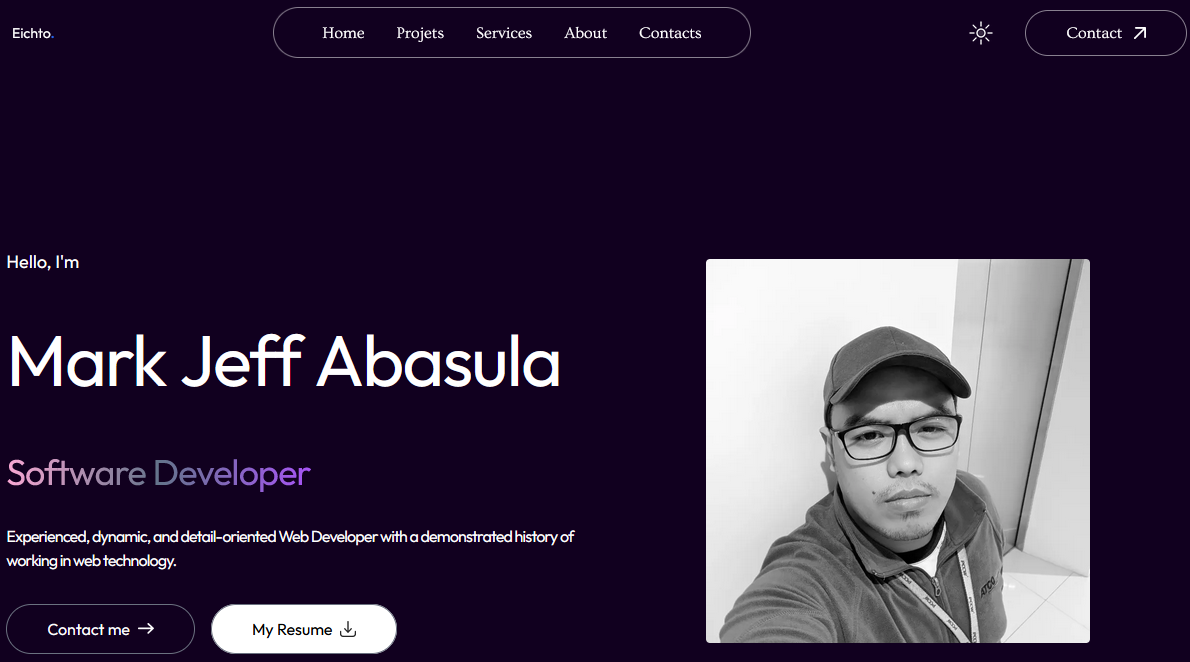 Eichto.
Home Projets Services About Contacts
Contact
Hello, I'm
Mark Jeff Abasula
Software Developer
Experienced, dynamic, and detail-oriented Web Developer with a demonstrated history of
working in web technology.
Contact me
My Resume